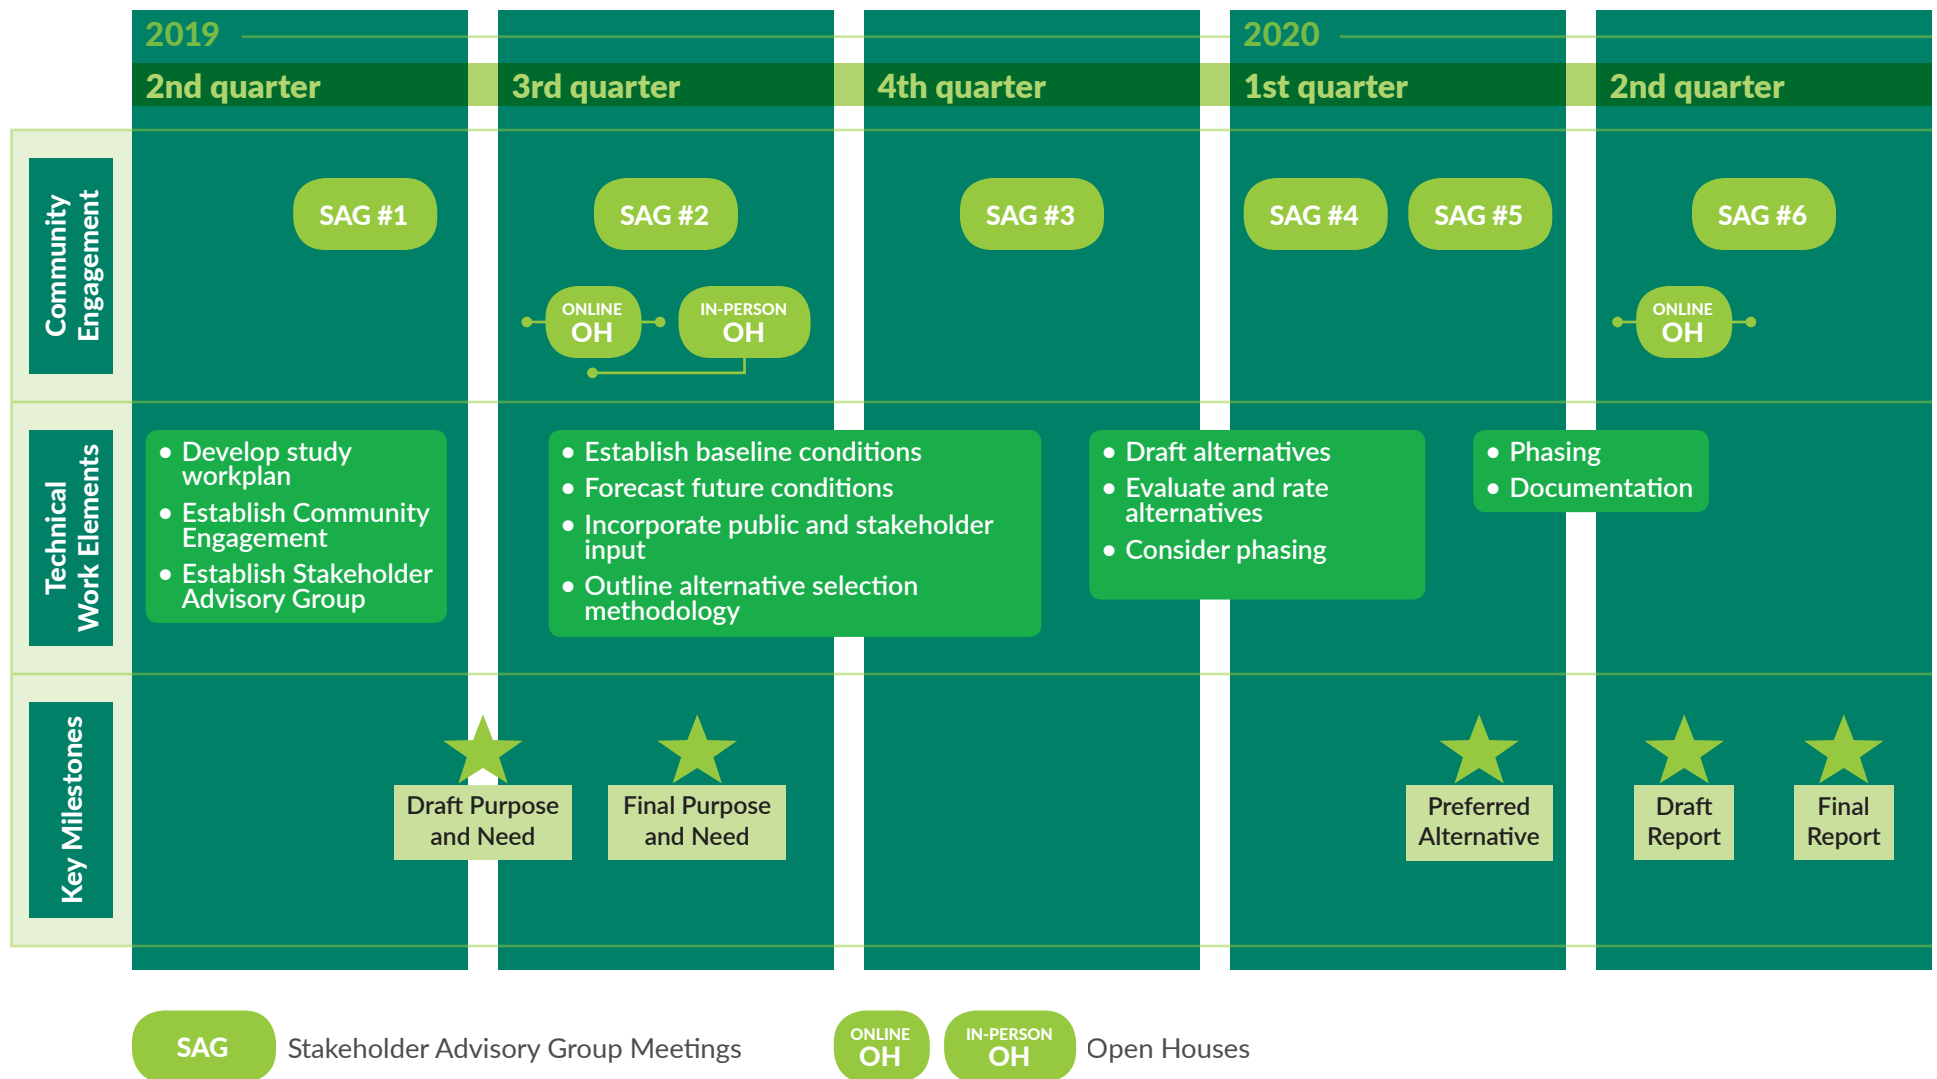 2019
2020
2nd quarter
3rd quarter
4th quarter
1st quarter
2nd quarter
Community
Engagement
SAG #1
SAG #2
SAG #3
SAG #4
SAG #5
SAG #6
ONLINE
OH
IN-PERSON
OH
ONLINE
OH
Technical
Work Elements
• Develop study
workplan
• Establish Community
Engagement
• Establish Stakeholder
Advisory Group
• Establish baseline conditions
• Forecast future conditions
• Incorporate public and stakeholder
input
• Outline alternative selection
methodology
• Draft alternatives
• Evaluate and rate
alternatives
• Consider phasing
• Phasing
• Documentation
Key Milestones
Draft Purpose
and Need
Final Purpose
and Need
Preferred
Alternative
Draft
Report
Final
Report
SAG
Stakeholder Advisory Group Meetings
ONLINE
OH
IN-PERSON
OH
Open Houses